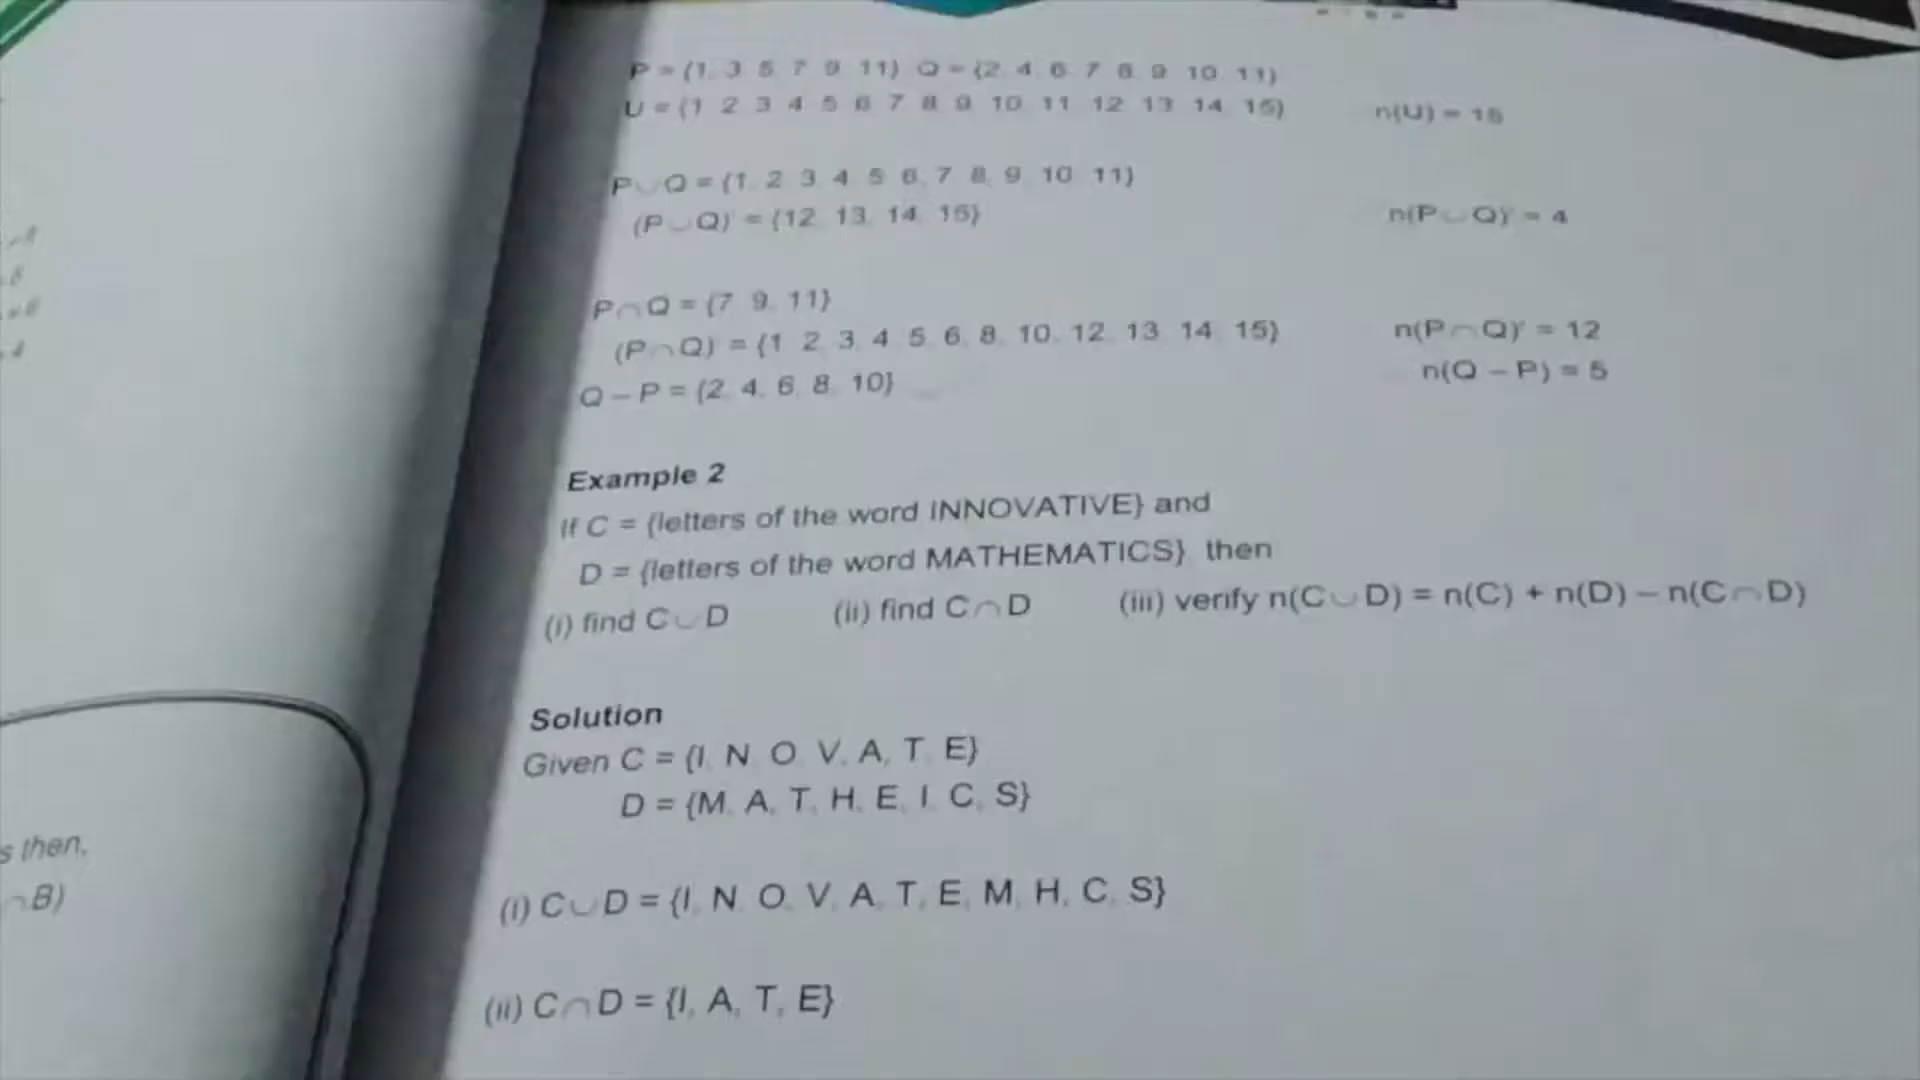 P = {1, 3, 5, 7, 9, 11} Q = {2, 4, 6, 7, 8, 9, 10, 11}
U = {1, 2, 3, 4, 5, 6, 7, 8, 9, 10, 11, 12, 13, 14, 15} n(U) = 15
P∪Q = {1, 2, 3, 4, 5, 6, 7, 8, 9, 10, 11}
(P∪Q)' = {12, 13, 14, 15} n(P∪Q)' = 4
P∩Q = {7, 9, 11}
(P∩Q)' = {1, 2, 3, 4, 5, 6, 8, 10, 12, 13, 14, 15} n(P∩Q)' = 12
Q – P = {2, 4, 6, 8, 10} n(Q – P) = 5
Example 2
If C = {letters of the word INNOVATIVE} and
D = {letters of the word MATHEMATICS}, then
(i) find C∪D (ii) find C∩D (iii) verify n(C∪D) = n(C) + n(D) – n(C∩D)
Solution
Given C = {I, N, O, V, A, T, E}
D = {M, A, T, H, E, I, C, S}
s then,
∩B)
(i) C∪D = {I, N, O, V, A, T, E, M, H, C, S}
(ii) C∩D = {I, A, T, E}